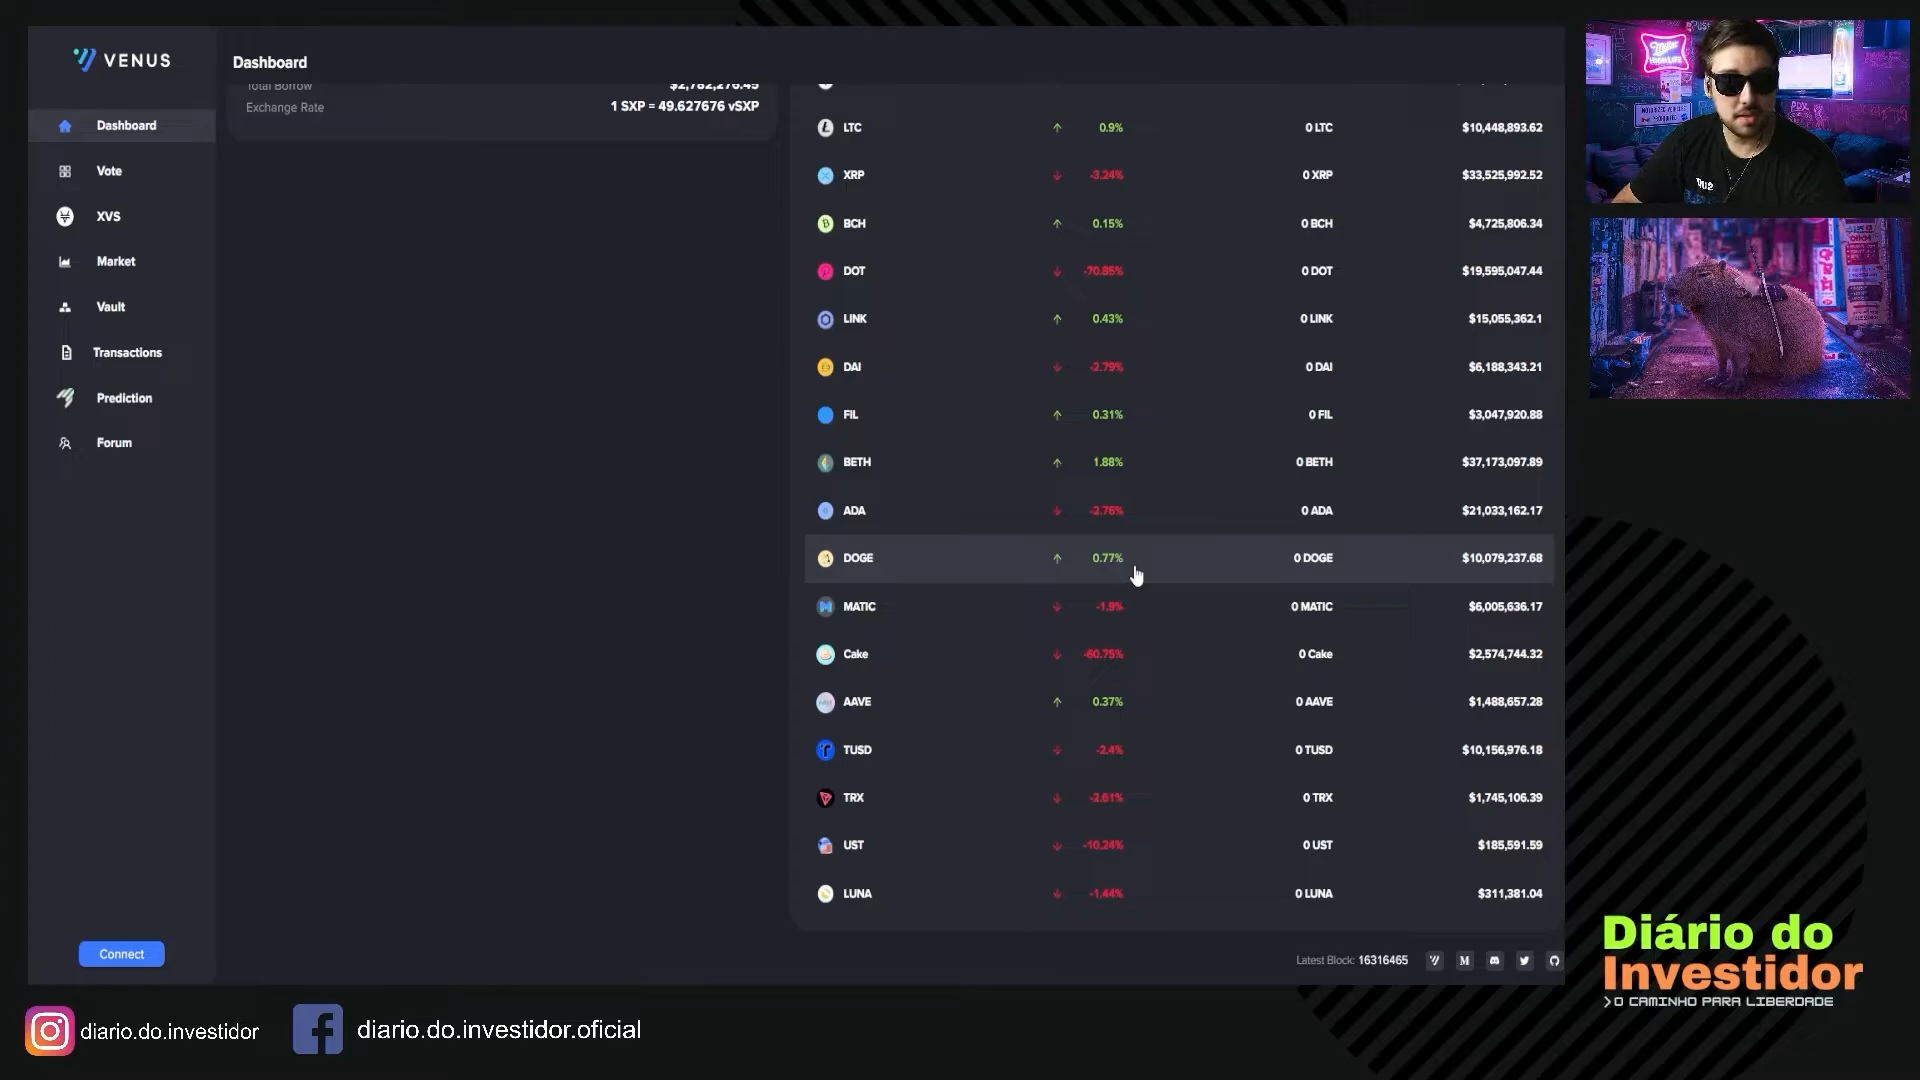 VENUS
Dashboard
Total Borrow $2,782,276.45
Exchange Rate 1 SXP = 49.627676 vSXP
Dashboard
Vote
XVS
Market
Vault
Transactions
Prediction
Forum
Connect
LTC 0.9% 0 LTC $10,448,893.62
XRP -3.24% 0 XRP $33,525,992.52
BCH 0.15% 0 BCH $4,725,806.34
DOT -70.85% 0 DOT $19,595,047.44
LINK 0.43% 0 LINK $15,055,362.1
DAI -2.79% 0 DAI $6,188,343.21
FIL 0.31% 0 FIL $3,047,920.88
BETH 1.88% 0 BETH $37,173,097.89
ADA -2.76% 0 ADA $21,033,162.17
DOGE 0.77% 0 DOGE $10,079,237.68
MATIC -1.9% 0 MATIC $6,005,636.17
Cake -60.75% 0 Cake $2,574,744.32
AAVE 0.37% 0 AAVE $1,488,657.28
TUSD -2.4% 0 TUSD $10,156,976.18
TRX -2.61% 0 TRX $1,745,106.39
UST -10.24% 0 UST $185,591.59
LUNA -1.44% 0 LUNA $311,381.04
Latest Block: 16316465
Miller
HIGH LIFE
Diário do
Investidor
>O CAMINHO PARA LIBERDADE
diario.do.investidor
diario.do.investidor.oficial